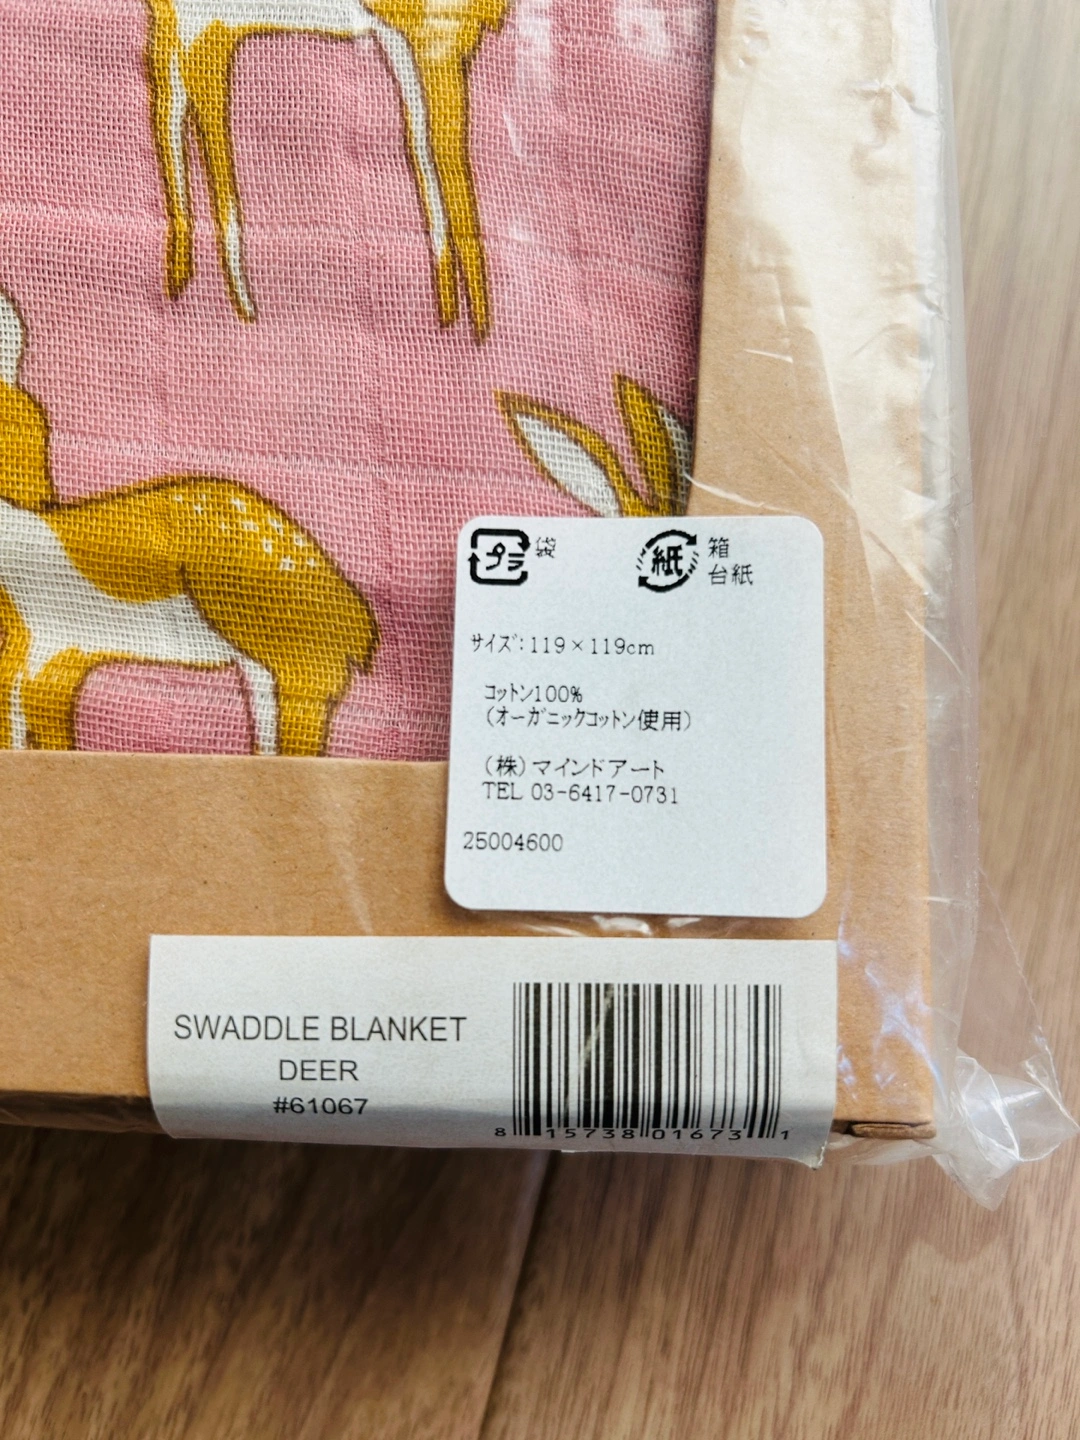 プラ 袋
紙 箱
台紙
サイズ：119×119cm
コットン100%
（オーガニックコットン使用）
（株）マインドアート
TEL 03-6417-0731
25004600
SWADDLE BLANKET
DEER
#61067
8 15738 01673 1